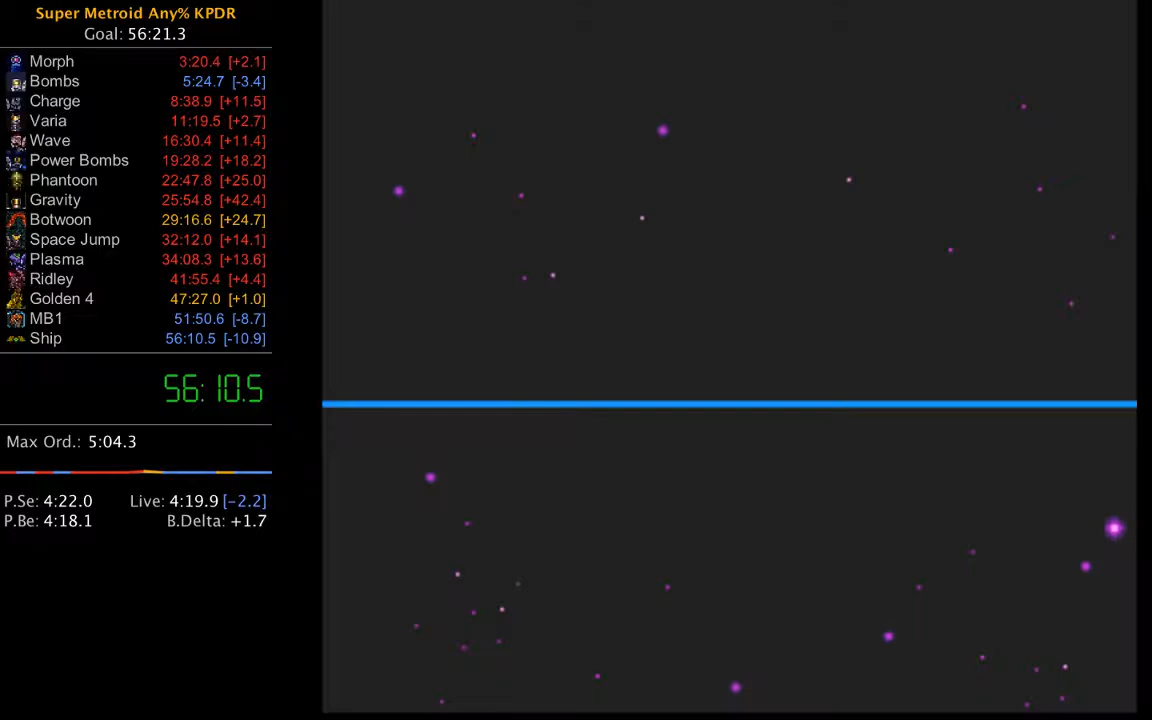 Super Metroid Any% KPDR
Goal: 56:21.3
Morph 3:20.4 [+2.1]
Bombs 5:24.7 [-3.4]
Charge 8:38.9 [+11.5]
Varia 11:19.5 [+2.7]
Wave 16:30.4 [+11.4]
Power Bombs 19:28.2 [+18.2]
Phantoon 22:47.8 [+25.0]
Gravity 25:54.8 [+42.4]
Botwoon 29:16.6 [+24.7]
Space Jump 32:12.0 [+14.1]
Plasma 34:08.3 [+13.6]
Ridley 41:55.4 [+4.4]
Golden 4 47:27.0 [+1.0]
MB1 51:50.6 [-8.7]
Ship 56:10.5 [-10.9]
56:10.5
Max Ord.: 5:04.3
P.Se: 4:22.0 Live: 4:19.9 [-2.2]
P.Be: 4:18.1 B.Delta: +1.7